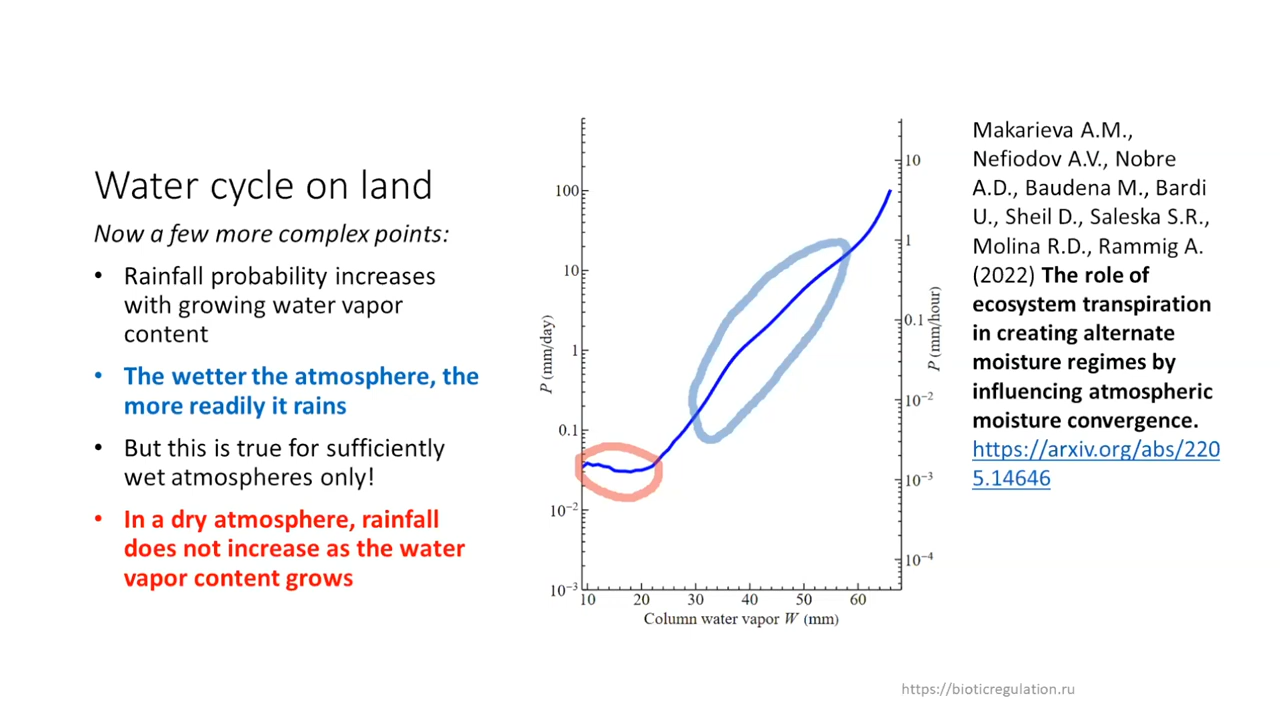 Water cycle on land
Now a few more complex points:
• Rainfall probability increases
with growing water vapor
content
• The wetter the atmosphere, the
more readily it rains
• But this is true for sufficiently
wet atmospheres only!
• In a dry atmosphere, rainfall
does not increase as the water
vapor content grows
P (mm/day)
100
10
1
0.1
10⁻²
10⁻³
10 20 30 40 50 60
Column water vapor W (mm)
10
1
0.1
10⁻²
10⁻³
10⁻⁴
P (mm/hour)
Makarieva A.M.,
Nefiodov A.V., Nobre
A.D., Baudena M., Bardi
U., Sheil D., Saleska S.R.,
Molina R.D., Rammig A.
(2022) The role of
ecosystem transpiration
in creating alternate
moisture regimes by
influencing atmospheric
moisture convergence.
https://arxiv.org/abs/220
5.14646
https://bioticregulation.ru